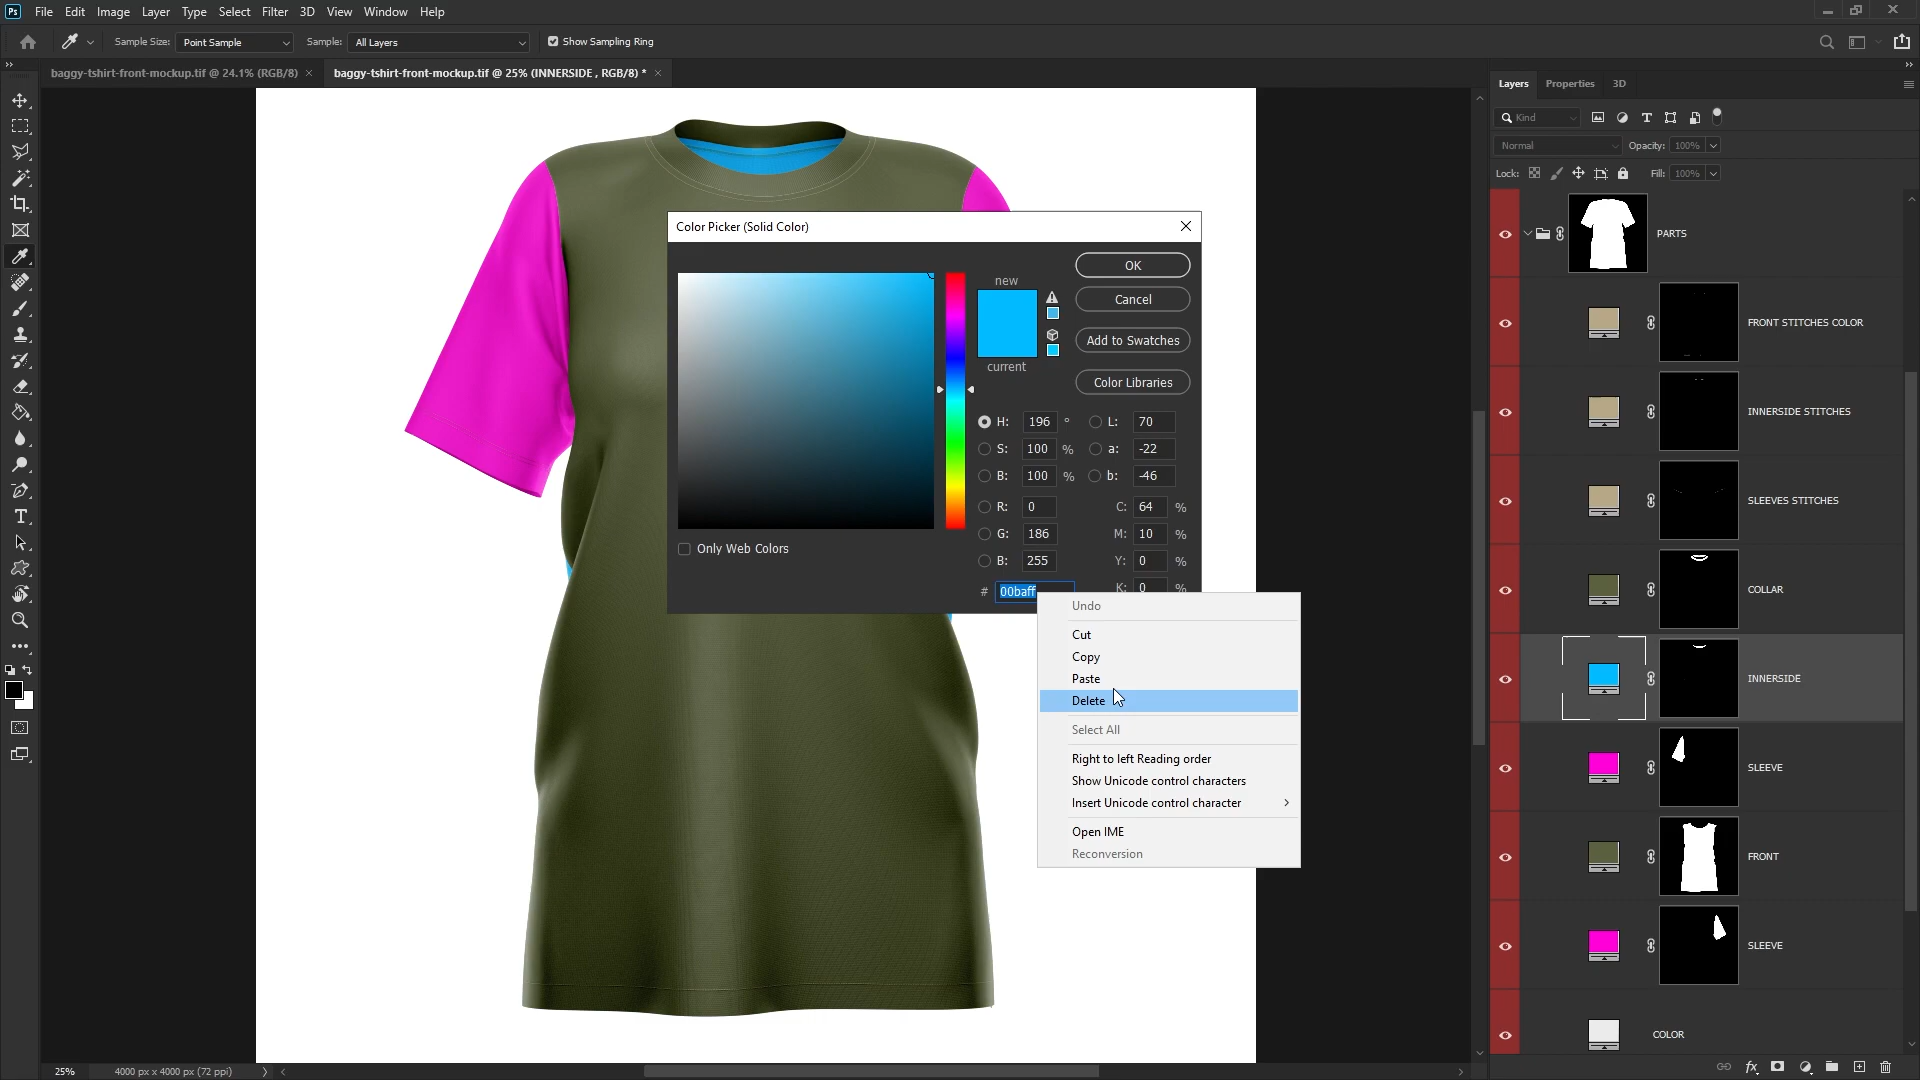 Ps File Edit Image Layer Type Select Filter 3D View Window Help
Sample Size: Point Sample Sample: All Layers Show Sampling Ring
baggy-tshirt-front-mockup.tif @ 24.1% (RGB/8) × baggy-tshirt-front-mockup.tif @ 25% (INNERSIDE , RGB/8) * ×
Layers Properties 3D
Kind
Normal Opacity: 100%
Lock: Fill: 100%
PARTS
FRONT STITCHES COLOR
INNERSIDE STITCHES
SLEEVES STITCHES
COLLAR
INNERSIDE
SLEEVE
FRONT
SLEEVE
COLOR
Color Picker (Solid Color)
new
current
OK
Cancel
Add to Swatches
Color Libraries
H: 196 ° L: 70
S: 100 % a: -22
B: 100 % b: -46
R: 0 C: 64 %
G: 186 M: 10 %
B: 255 Y: 0 %
# 00baff K: 0 %
Only Web Colors
Undo
Cut
Copy
Paste
Delete
Select All
Right to left Reading order
Show Unicode control characters
Insert Unicode control character
Open IME
Reconversion
25% 4000 px x 4000 px (72 ppi)